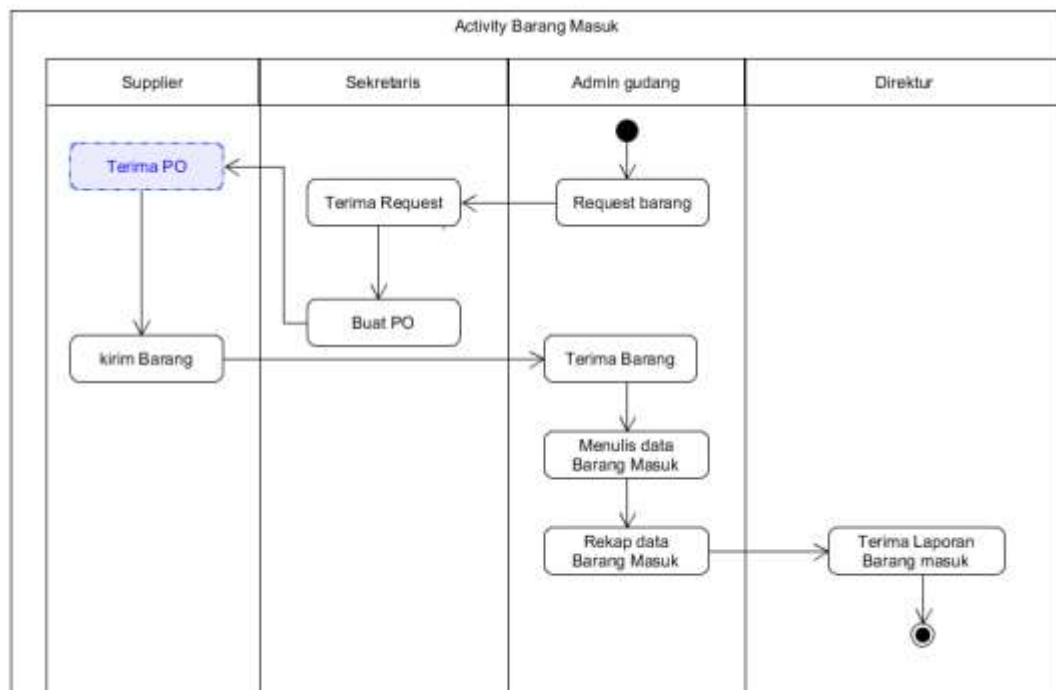 Activity Barang Masuk
Supplier
Sekretaris
Admin gudang
Direktur
Terima PO
Terima Request
Request barang
Buat PO
kirim Barang
Terima Barang
Menulis data
Barang Masuk
Rekap data
Barang Masuk
Terima Laporan
Barang masuk